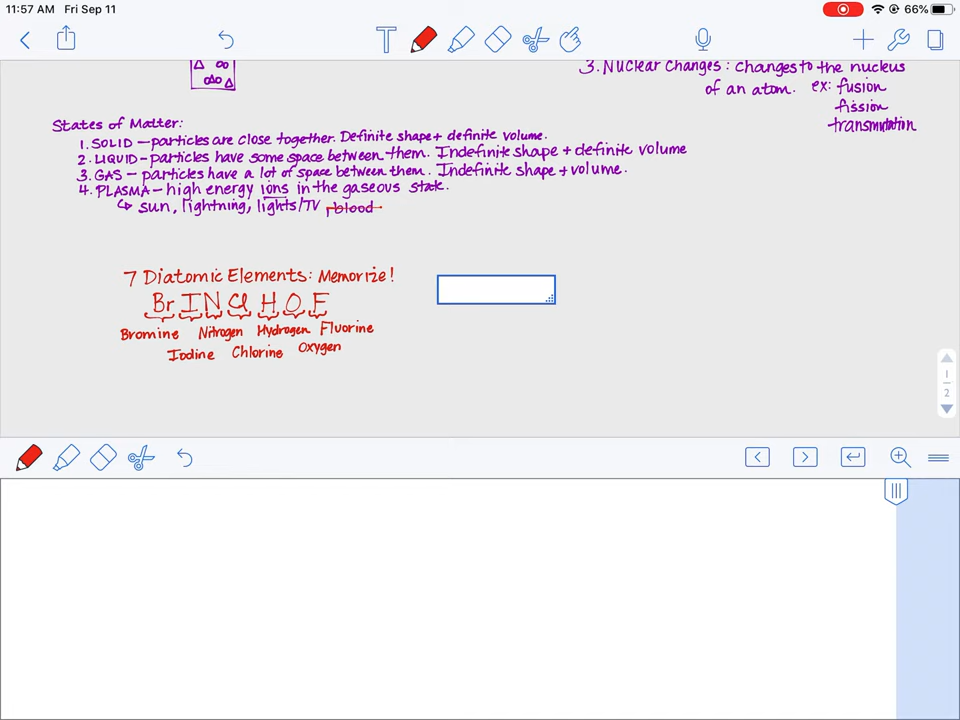 11:57 AM Fri Sep 11
66%
3. Nuclear Changes: changes to the nucleus
of an atom. ex: fusion
fission
transmutation
States of Matter:
1. SOLID – particles are close together. Definite shape + definite volume.
2. LIQUID – particles have some space between them. Indefinite shape + definite volume
3. GAS – particles have a lot of space between them. Indefinite shape + volume.
4. PLASMA – high energy ions in the gaseous state.
↳ sun, lightning, lights/TV, blood
7 Diatomic Elements: Memorize!
Br I N Cl H O F
Bromine Nitrogen Hydrogen Fluorine
Iodine Chlorine Oxygen
1
2